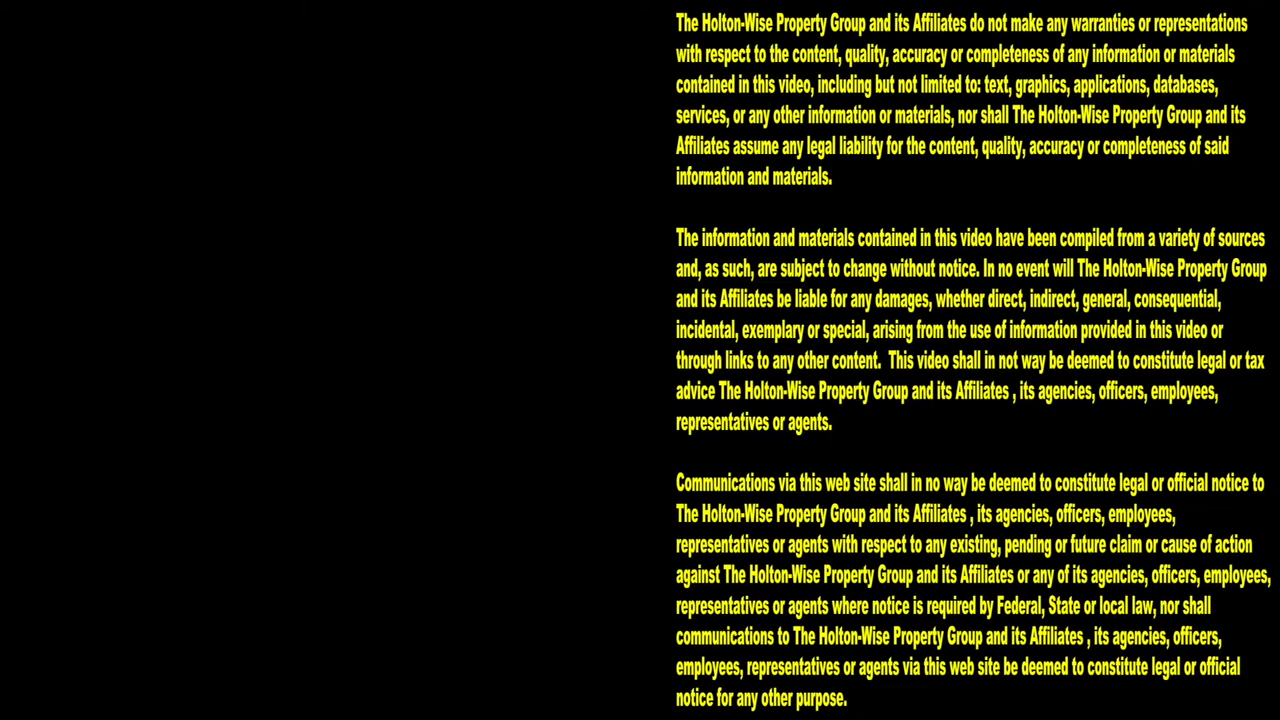 The Holton-Wise Property Group and its Affiliates do not make any warranties or representations
with respect to the content, quality, accuracy or completeness of any information or materials
contained in this video, including but not limited to: text, graphics, applications, databases,
services, or any other information or materials, nor shall The Holton-Wise Property Group and its
Affiliates assume any legal liability for the content, quality, accuracy or completeness of said
information and materials.
The information and materials contained in this video have been compiled from a variety of sources
and, as such, are subject to change without notice. In no event will The Holton-Wise Property Group
and its Affiliates be liable for any damages, whether direct, indirect, general, consequential,
incidental, exemplary or special, arising from the use of information provided in this video or
through links to any other content.  This video shall in not way be deemed to constitute legal or tax
advice The Holton-Wise Property Group and its Affiliates , its agencies, officers, employees,
representatives or agents.
Communications via this web site shall in no way be deemed to constitute legal or official notice to
The Holton-Wise Property Group and its Affiliates , its agencies, officers, employees,
representatives or agents with respect to any existing, pending or future claim or cause of action
against The Holton-Wise Property Group and its Affiliates or any of its agencies, officers, employees,
representatives or agents where notice is required by Federal, State or local law, nor shall
communications to The Holton-Wise Property Group and its Affiliates , its agencies, officers,
employees, representatives or agents via this web site be deemed to constitute legal or official
notice for any other purpose.